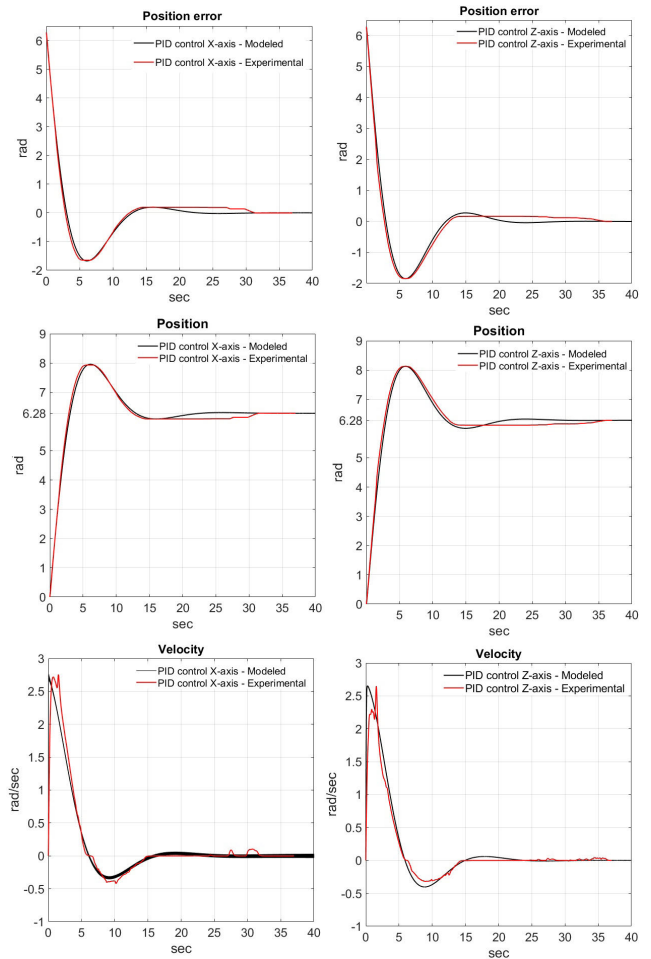 Position error
PID control X-axis - Modeled
PID control X-axis - Experimental
6
5
4
3
2
1
0
-1
-2
rad
0 5 10 15 20 25 30 35 40
sec
Position error
PID control Z-axis - Modeled
PID control Z-axis - Experimental
6
5
4
3
2
1
0
-1
-2
rad
5 10 15 20 25 30 35 40
sec
Position
PID control X-axis - Modeled
PID control X-axis - Experimental
9
8
7
6.28
5
4
3
2
1
0
rad
0 5 10 15 20 25 30 35 40
sec
Position
PID control Z-axis - Modeled
PID control Z-axis - Experimental
9
8
7
6.28
5
4
3
2
1
0
rad
5 10 15 20 25 30 35 40
sec
Velocity
PID control X-axis - Modeled
PID control X-axis - Experimental
3
2.5
2
1.5
1
0.5
0
-0.5
-1
rad/sec
0 5 10 15 20 25 30 35 40
sec
Velocity
PID control Z-axis - Modeled
PID control Z-axis - Experimental
3
2.5
2
1.5
1
0.5
0
-0.5
-1
rad/sec
0 5 10 15 20 25 30 35 40
sec